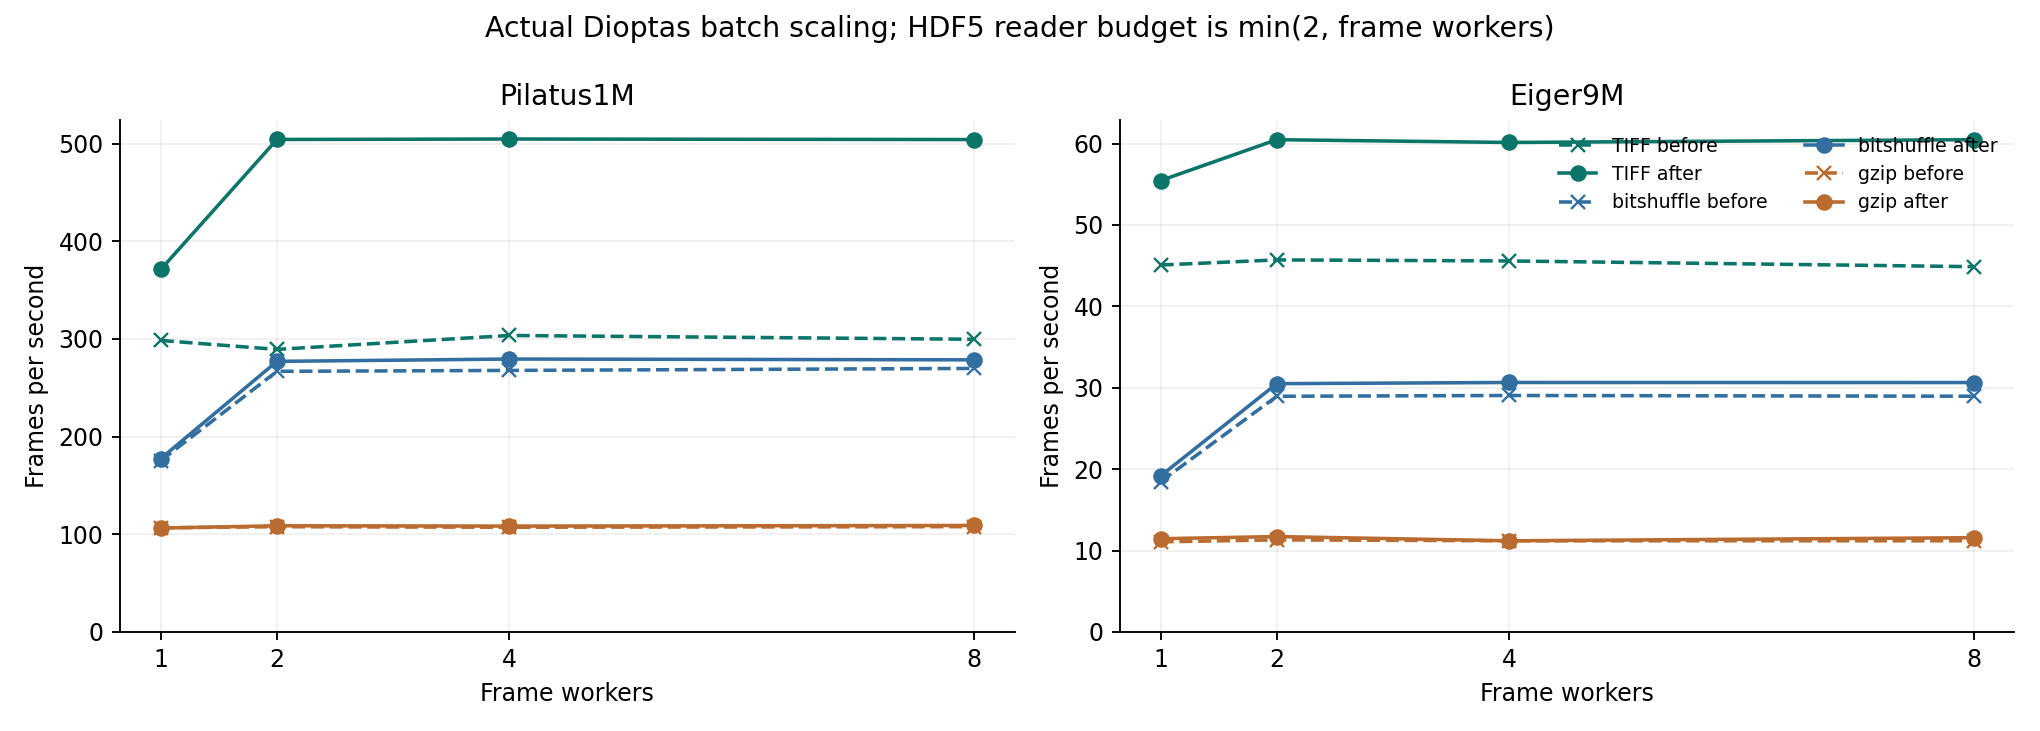 Actual Dioptas batch scaling; HDF5 reader budget is min(2, frame workers)
Pilatus1M
Frames per second
500
400
300
200
100
0
1 2 4 8
Frame workers
Eiger9M
Frames per second
60
50
40
30
20
10
0
TIFF before
TIFF after
bitshuffle before
bitshuffle after
gzip before
gzip after
1 2 4 8
Frame workers